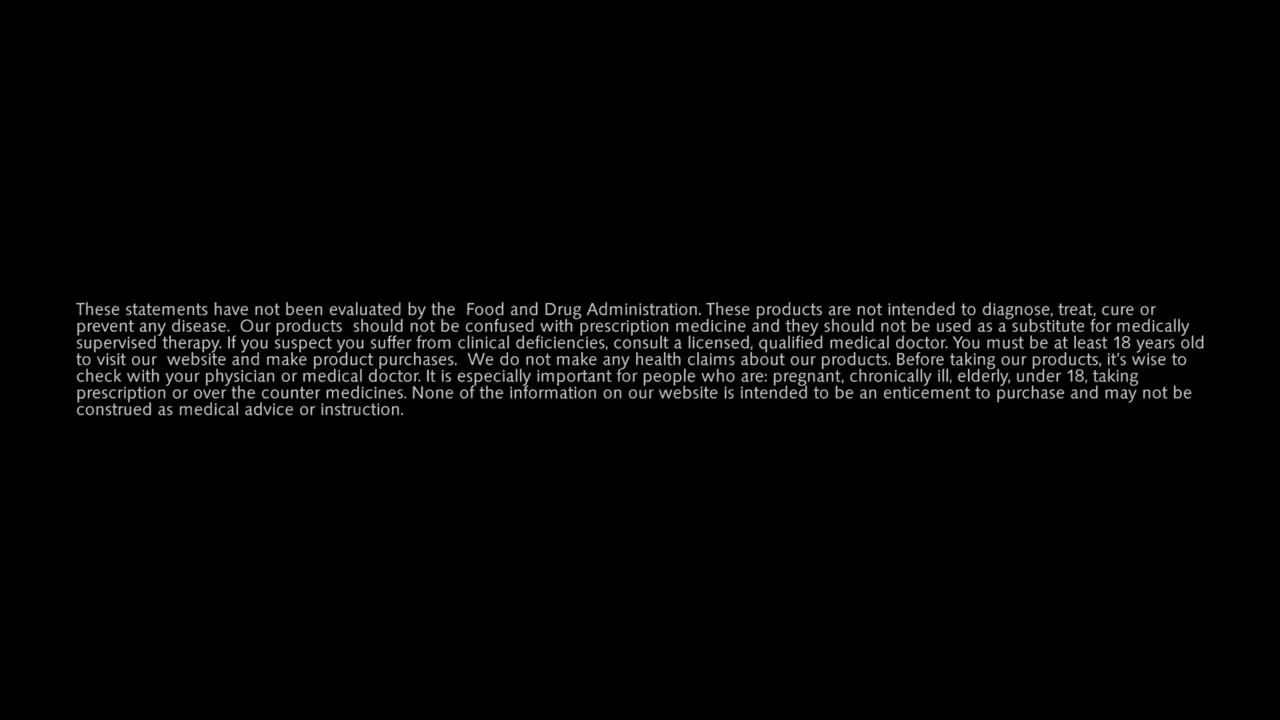 These statements have not been evaluated by the  Food and Drug Administration. These products are not intended to diagnose, treat, cure or
prevent any disease.  Our products  should not be confused with prescription medicine and they should not be used as a substitute for medically
supervised therapy. If you suspect you suffer from clinical deficiencies, consult a licensed, qualified medical doctor. You must be at least 18 years old
to visit our  website and make product purchases.  We do not make any health claims about our products. Before taking our products, it's wise to
check with your physician or medical doctor. It is especially important for people who are: pregnant, chronically ill, elderly, under 18, taking
prescription or over the counter medicines. None of the information on our website is intended to be an enticement to purchase and may not be
construed as medical advice or instruction.